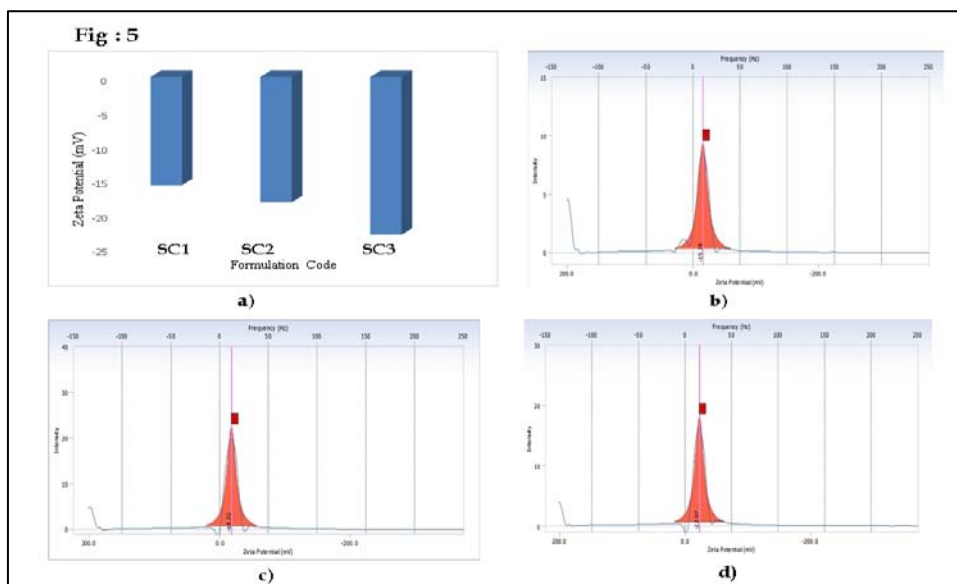 Fig : 5
Zeta Potential (mV)
0
-5
-10
-15
-20
-25
SC1 SC2 SC3
Formulation Code
a)
Frequency (Hz)
-150 -100 -50 0 50 100 150 200 250
Intensity
15
10
5
0
200.0 0.0 -200.0
Zeta Potential (mV)
b)
Frequency (Hz)
-150 -100 -50 0 50 100 150 200 250
Intensity
40
30
20
10
0
200.0 0.0 -200.0
Zeta Potential (mV)
c)
Frequency (Hz)
-150 -100 -50 0 50 100 150 200 250
Intensity
30
20
10
0
200.0 0.0 -200.0
Zeta Potential (mV)
d)